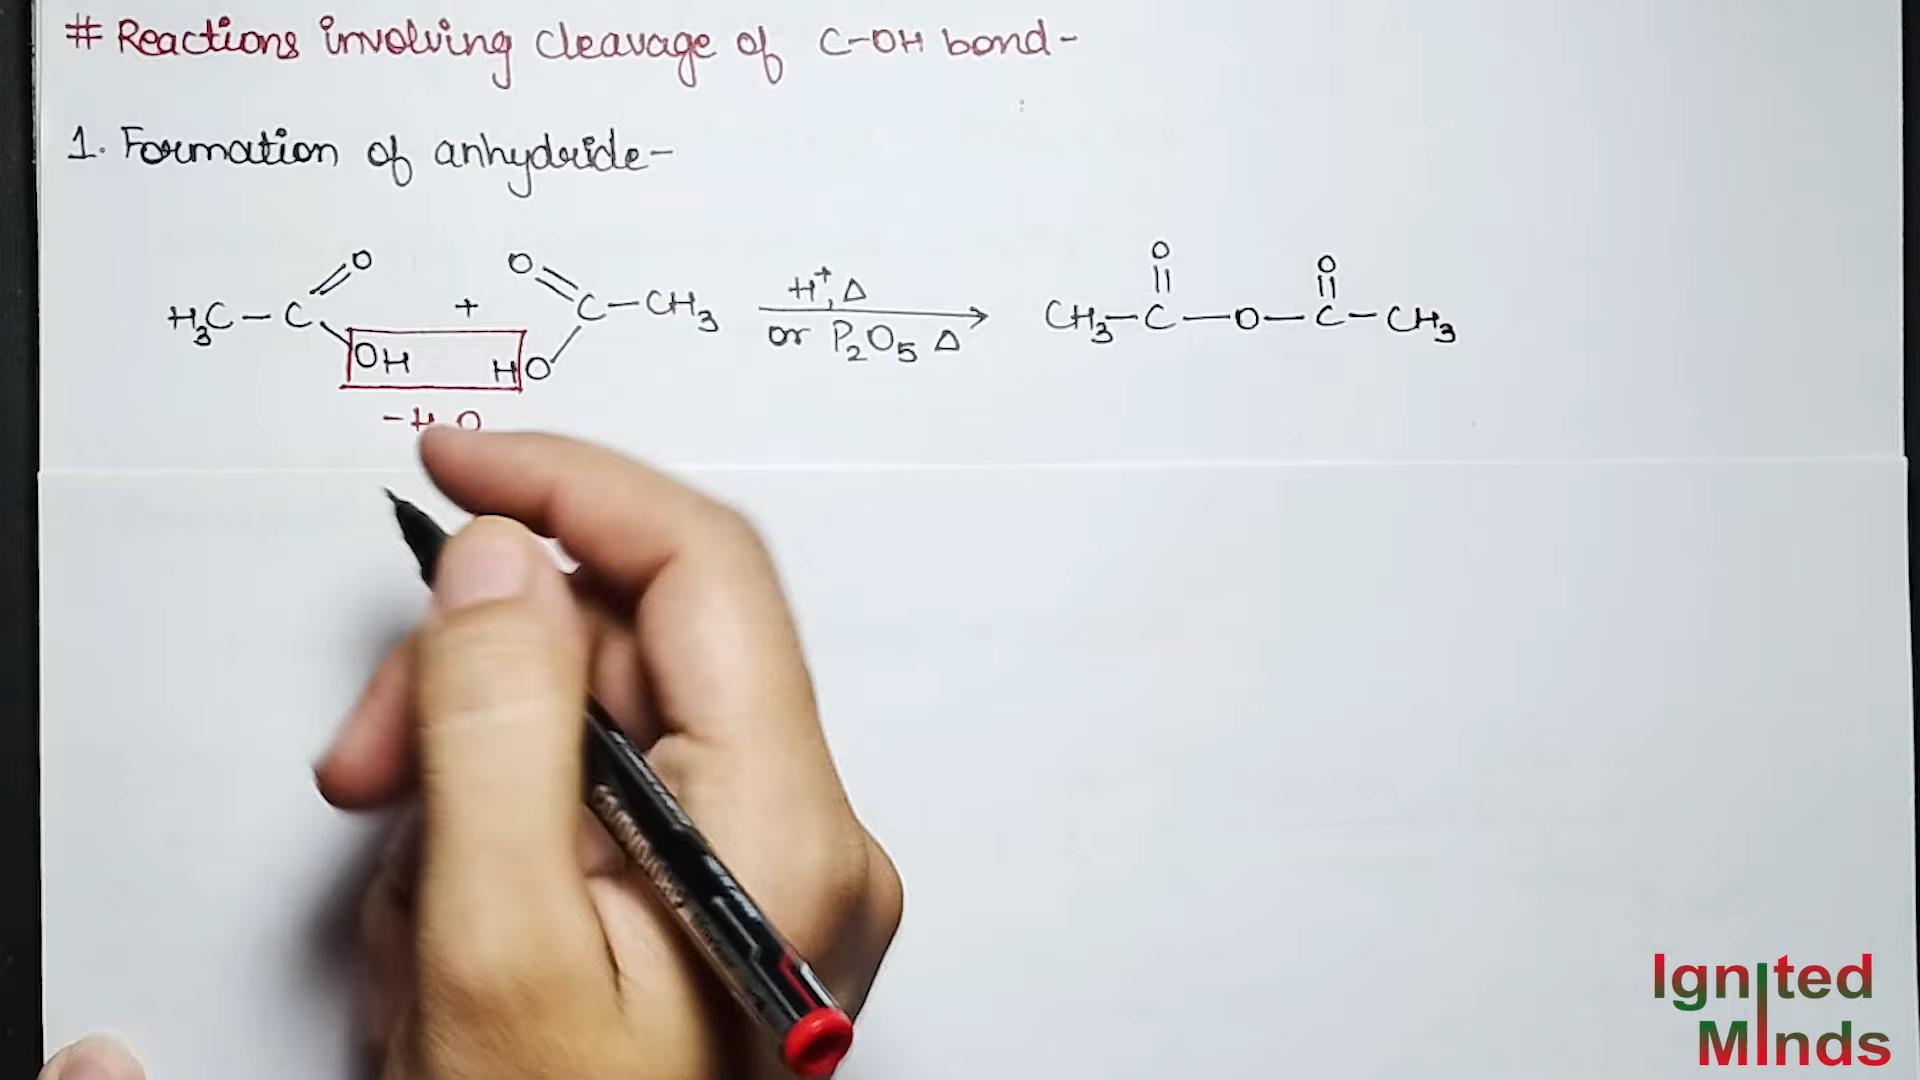 # Reactions involving cleavage of C-OH bond-
1. Formation of anhydride-
O O O O
H3C-C + C-CH3 H+, Δ CH3-C-O-C-CH3
OH HO or P2O5 Δ
-H O
Ignited
Minds